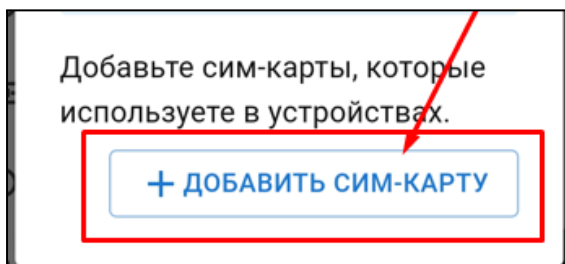 Добавьте сим-карты, которые
используете в устройствах.
+ ДОБАВИТЬ СИМ-КАРТУ